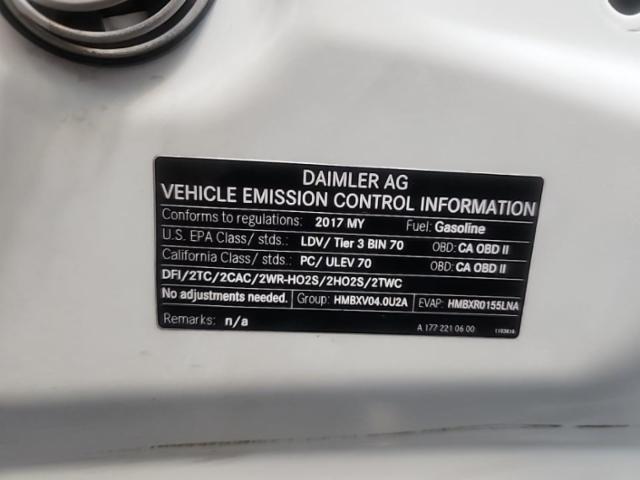 DAIMLER AG
VEHICLE EMISSION CONTROL INFORMATION
Conforms to regulations: 2017 MY Fuel: Gasoline
U.S. EPA Class/ stds.: LDV/ Tier 3 BIN 70 OBD: CA OBD II
California Class/ stds.: PC/ ULEV 70 OBD: CA OBD II
DFI/2TC/2CAC/2WR-HO2S/2HO2S/2TWC
No adjustments needed. Group: HMBXV04.0U2A EVAP: HMBXR0155LNA
Remarks: n/a A 177 221 06 00